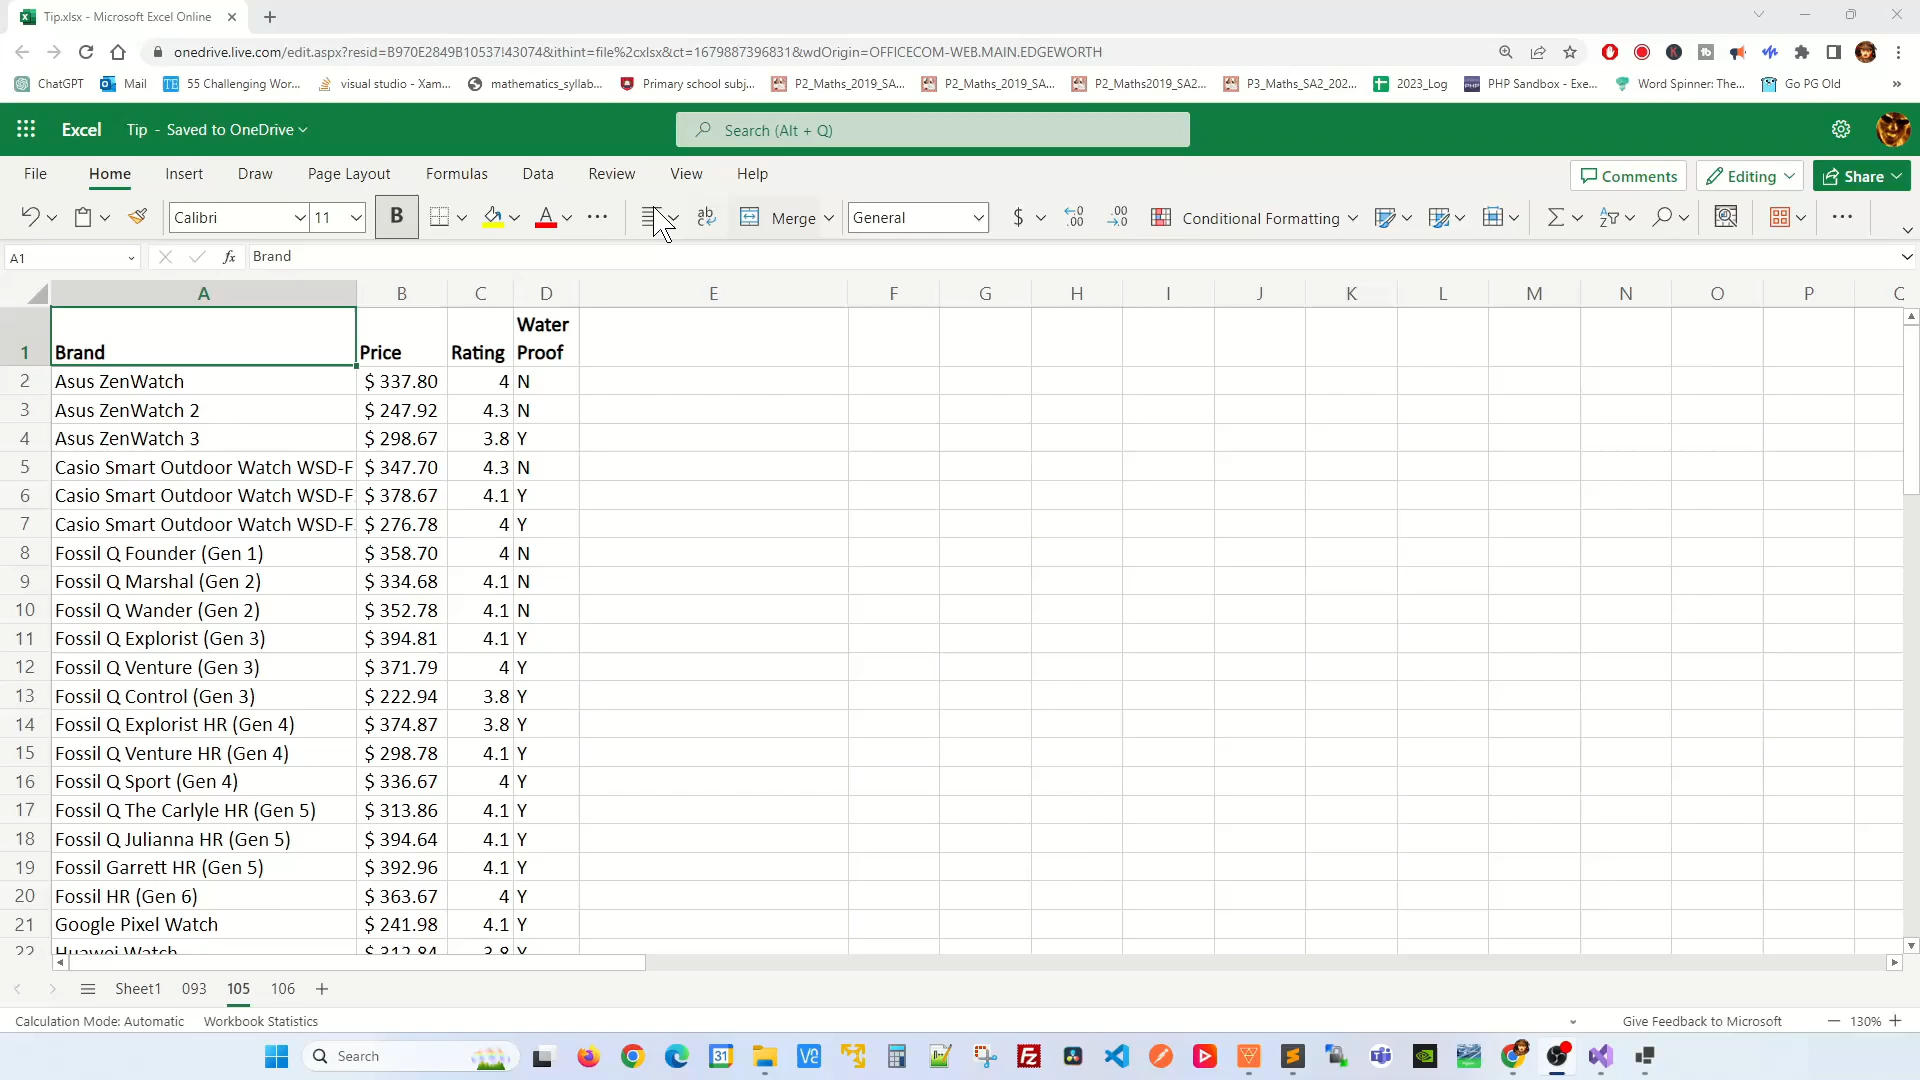 Tip.xlsx - Microsoft Excel Online
onedrive.live.com/edit.aspx?resid=B970E2849B10537!43074&ithint=file%2cxlsx&ct=1679887396831&wdOrigin=OFFICECOM-WEB.MAIN.EDGEWORTH
ChatGPT Mail 55 Challenging Wor... visual studio - Xam... mathematics_syllab... Primary school subj... P2_Maths_2019_SA... P2_Maths_2019_SA... P2_Maths2019_SA2... P3_Maths_SA2_202... 2023_Log PHP Sandbox - Exe... Word Spinner: The... Go PG Old »
Excel Tip - Saved to OneDrive Search (Alt + Q)
File Home Insert Draw Page Layout Formulas Data Review View Help Comments Editing Share
Calibri 11 B A ab Merge General $ .00 .00 Conditional Formatting
A1 fx Brand
A B C D E F G H I J K L M N O P
1 Brand Price Rating Water Proof
2 Asus ZenWatch $ 337.80 4 N
3 Asus ZenWatch 2 $ 247.92 4.3 N
4 Asus ZenWatch 3 $ 298.67 3.8 Y
5 Casio Smart Outdoor Watch WSD-F $ 347.70 4.3 N
6 Casio Smart Outdoor Watch WSD-F $ 378.67 4.1 Y
7 Casio Smart Outdoor Watch WSD-F $ 276.78 4 Y
8 Fossil Q Founder (Gen 1) $ 358.70 4 N
9 Fossil Q Marshal (Gen 2) $ 334.68 4.1 N
10 Fossil Q Wander (Gen 2) $ 352.78 4.1 N
11 Fossil Q Explorist (Gen 3) $ 394.81 4.1 Y
12 Fossil Q Venture (Gen 3) $ 371.79 4 Y
13 Fossil Q Control (Gen 3) $ 222.94 3.8 Y
14 Fossil Q Explorist HR (Gen 4) $ 374.87 3.8 Y
15 Fossil Q Venture HR (Gen 4) $ 298.78 4.1 Y
16 Fossil Q Sport (Gen 4) $ 336.67 4 Y
17 Fossil Q The Carlyle HR (Gen 5) $ 313.86 4.1 Y
18 Fossil Q Julianna HR (Gen 5) $ 394.64 4.1 Y
19 Fossil Garrett HR (Gen 5) $ 392.96 4.1 Y
20 Fossil HR (Gen 6) $ 363.67 4 Y
21 Google Pixel Watch $ 241.98 4.1 Y
22 Huawei Watch $ 312.84 3.8 Y
Sheet1 093 105 106
Calculation Mode: Automatic Workbook Statistics Give Feedback to Microsoft 130%
Search